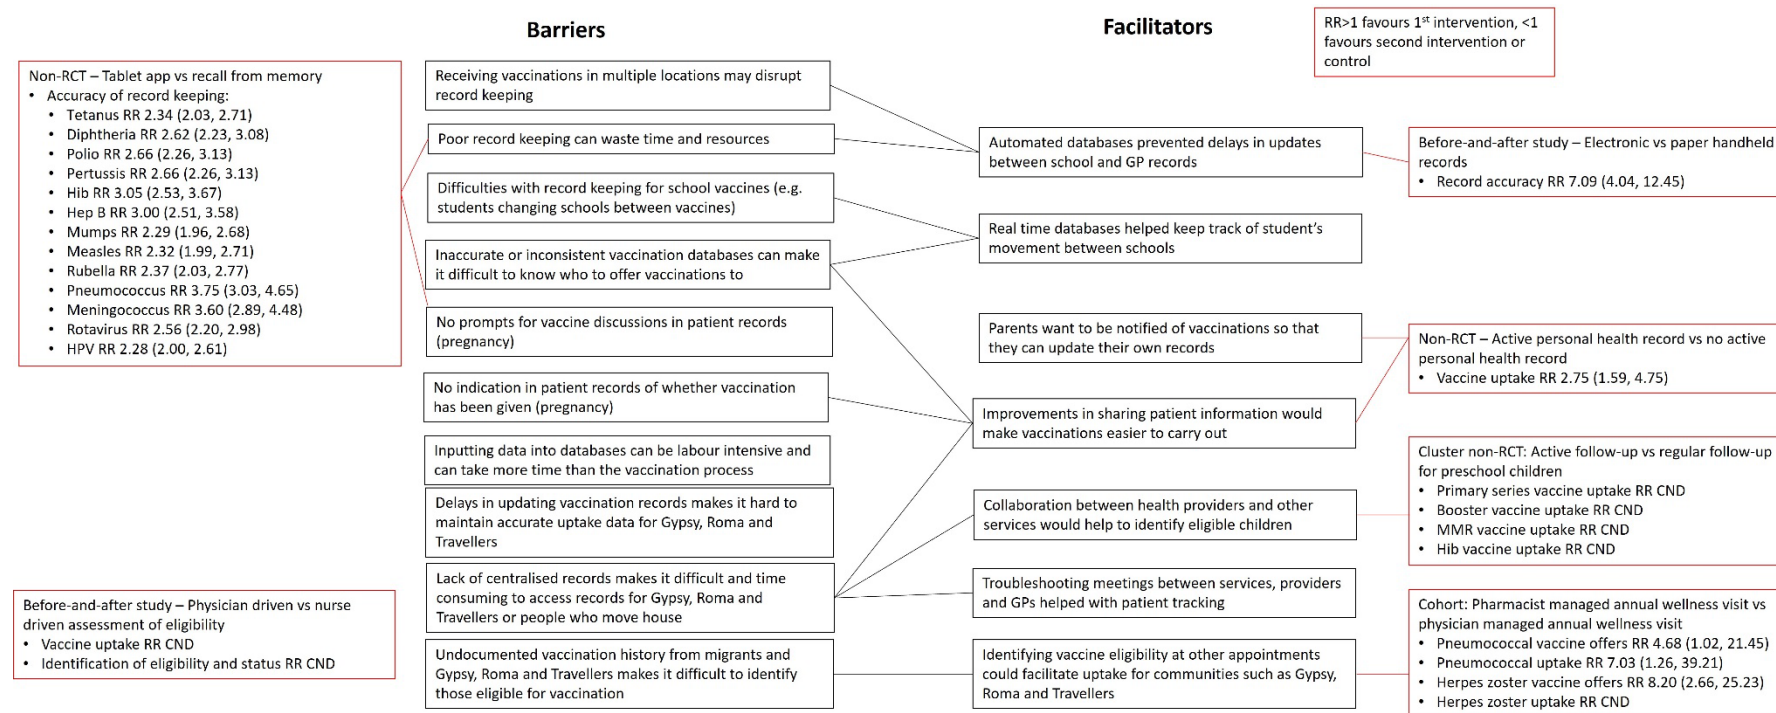 Barriers
Facilitators
RR>1 favours 1st intervention, <1
favours second intervention or
control
Non-RCT – Tablet app vs recall from memory
• Accuracy of record keeping:
• Tetanus RR 2.34 (2.03, 2.71)
• Diphtheria RR 2.62 (2.23, 3.08)
• Polio RR 2.66 (2.26, 3.13)
• Pertussis RR 2.66 (2.26, 3.13)
• Hib RR 3.05 (2.53, 3.67)
• Hep B RR 3.00 (2.51, 3.58)
• Mumps RR 2.29 (1.96, 2.68)
• Measles RR 2.32 (1.99, 2.71)
• Rubella RR 2.37 (2.03, 2.77)
• Pneumococcus RR 3.75 (3.03, 4.65)
• Meningococcus RR 3.60 (2.89, 4.48)
• Rotavirus RR 2.56 (2.20, 2.98)
• HPV RR 2.28 (2.00, 2.61)
Before-and-after study – Physician driven vs nurse
driven assessment of eligibility
• Vaccine uptake RR CND
• Identification of eligibility and status RR CND
Receiving vaccinations in multiple locations may disrupt
record keeping
Poor record keeping can waste time and resources
Difficulties with record keeping for school vaccines (e.g.
students changing schools between vaccines)
Inaccurate or inconsistent vaccination databases can make
it difficult to know who to offer vaccinations to
No prompts for vaccine discussions in patient records
(pregnancy)
No indication in patient records of whether vaccination
has been given (pregnancy)
Inputting data into databases can be labour intensive and
can take more time than the vaccination process
Delays in updating vaccination records makes it hard to
maintain accurate uptake data for Gypsy, Roma and
Travellers
Lack of centralised records makes it difficult and time
consuming to access records for Gypsy, Roma and
Travellers or people who move house
Undocumented vaccination history from migrants and
Gypsy, Roma and Travellers makes it difficult to identify
those eligible for vaccination
Automated databases prevented delays in updates
between school and GP records
Real time databases helped keep track of student's
movement between schools
Parents want to be notified of vaccinations so that
they can update their own records
Improvements in sharing patient information would
make vaccinations easier to carry out
Collaboration between health providers and other
services would help to identify eligible children
Troubleshooting meetings between services, providers
and GPs helped with patient tracking
Identifying vaccine eligibility at other appointments
could facilitate uptake for communities such as Gypsy,
Roma and Travellers
Before-and-after study – Electronic vs paper handheld
records
• Record accuracy RR 7.09 (4.04, 12.45)
Non-RCT – Active personal health record vs no active
personal health record
• Vaccine uptake RR 2.75 (1.59, 4.75)
Cluster non-RCT: Active follow-up vs regular follow-up
for preschool children
• Primary series vaccine uptake RR CND
• Booster vaccine uptake RR CND
• MMR vaccine uptake RR CND
• Hib vaccine uptake RR CND
Cohort: Pharmacist managed annual wellness visit vs
physician managed annual wellness visit
• Pneumococcal vaccine offers RR 4.68 (1.02, 21.45)
• Pneumococcal uptake RR 7.03 (1.26, 39.21)
• Herpes zoster vaccine offers RR 8.20 (2.66, 25.23)
• Herpes zoster uptake RR CND